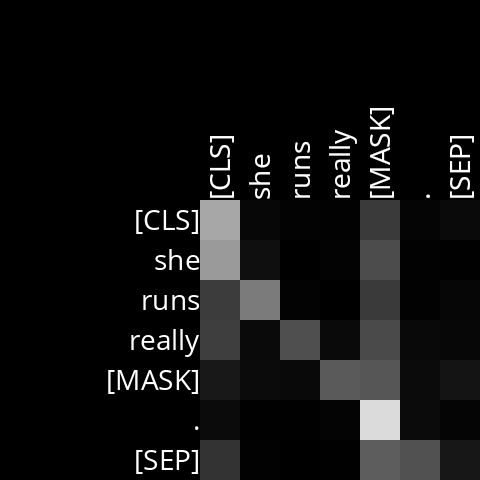 [CLS]
she
runs
really
[MASK]
.
[SEP]
[CLS]
she
runs
really
[MASK]
.
[SEP]